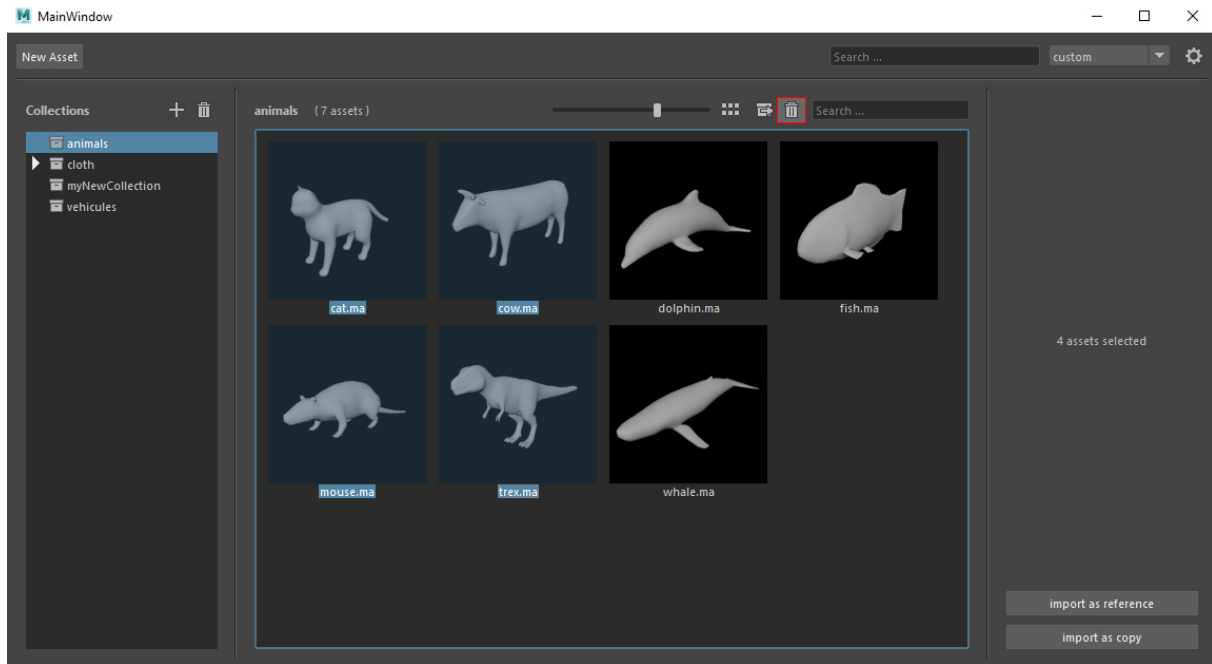 MainWindow
New Asset
Search ...
custom
Collections
animals
cloth
myNewCollection
vehicules
animals (7 assets)
Search ...
cat.ma
cow.ma
dolphin.ma
fish.ma
mouse.ma
trex.ma
whale.ma
4 assets selected
import as reference
import as copy